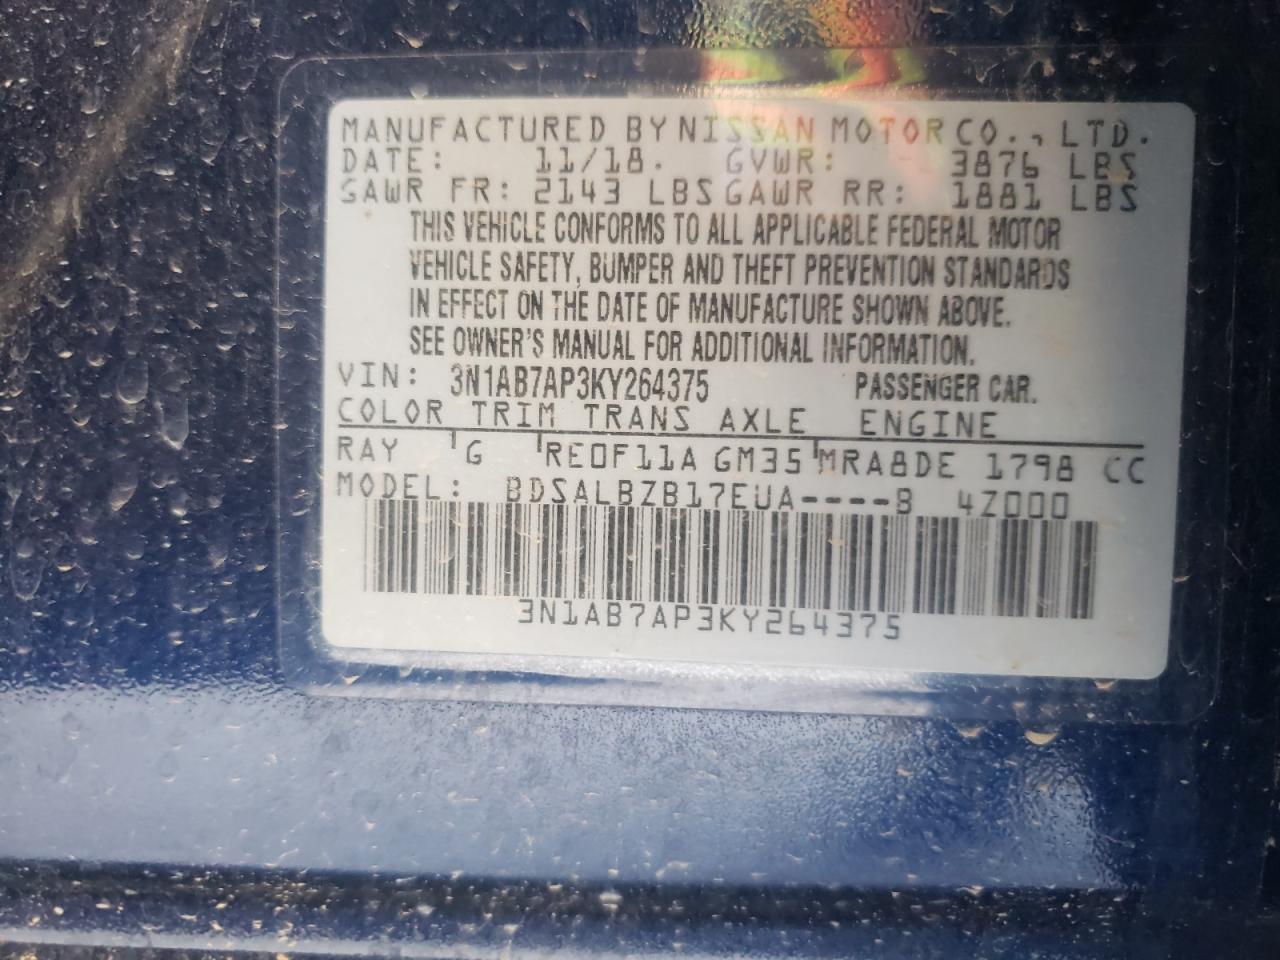 MANUFACTURED BY NISSAN MOTOR CO., LTD.
DATE: 11/18. GVWR: 3876 LBS
GAWR FR: 2143 LBS GAWR RR: 1881 LBS
THIS VEHICLE CONFORMS TO ALL APPLICABLE FEDERAL MOTOR
VEHICLE SAFETY, BUMPER AND THEFT PREVENTION STANDARDS
IN EFFECT ON THE DATE OF MANUFACTURE SHOWN ABOVE.
SEE OWNER'S MANUAL FOR ADDITIONAL INFORMATION.
VIN: 3N1AB7AP3KY264375 PASSENGER CAR.
COLOR TRIM TRANS AXLE ENGINE
RAY G RE0F11A GM35 MRA8DE 1798 CC
MODEL: BDSALBZB17EUA----B 4Z000
3N1AB7AP3KY264375